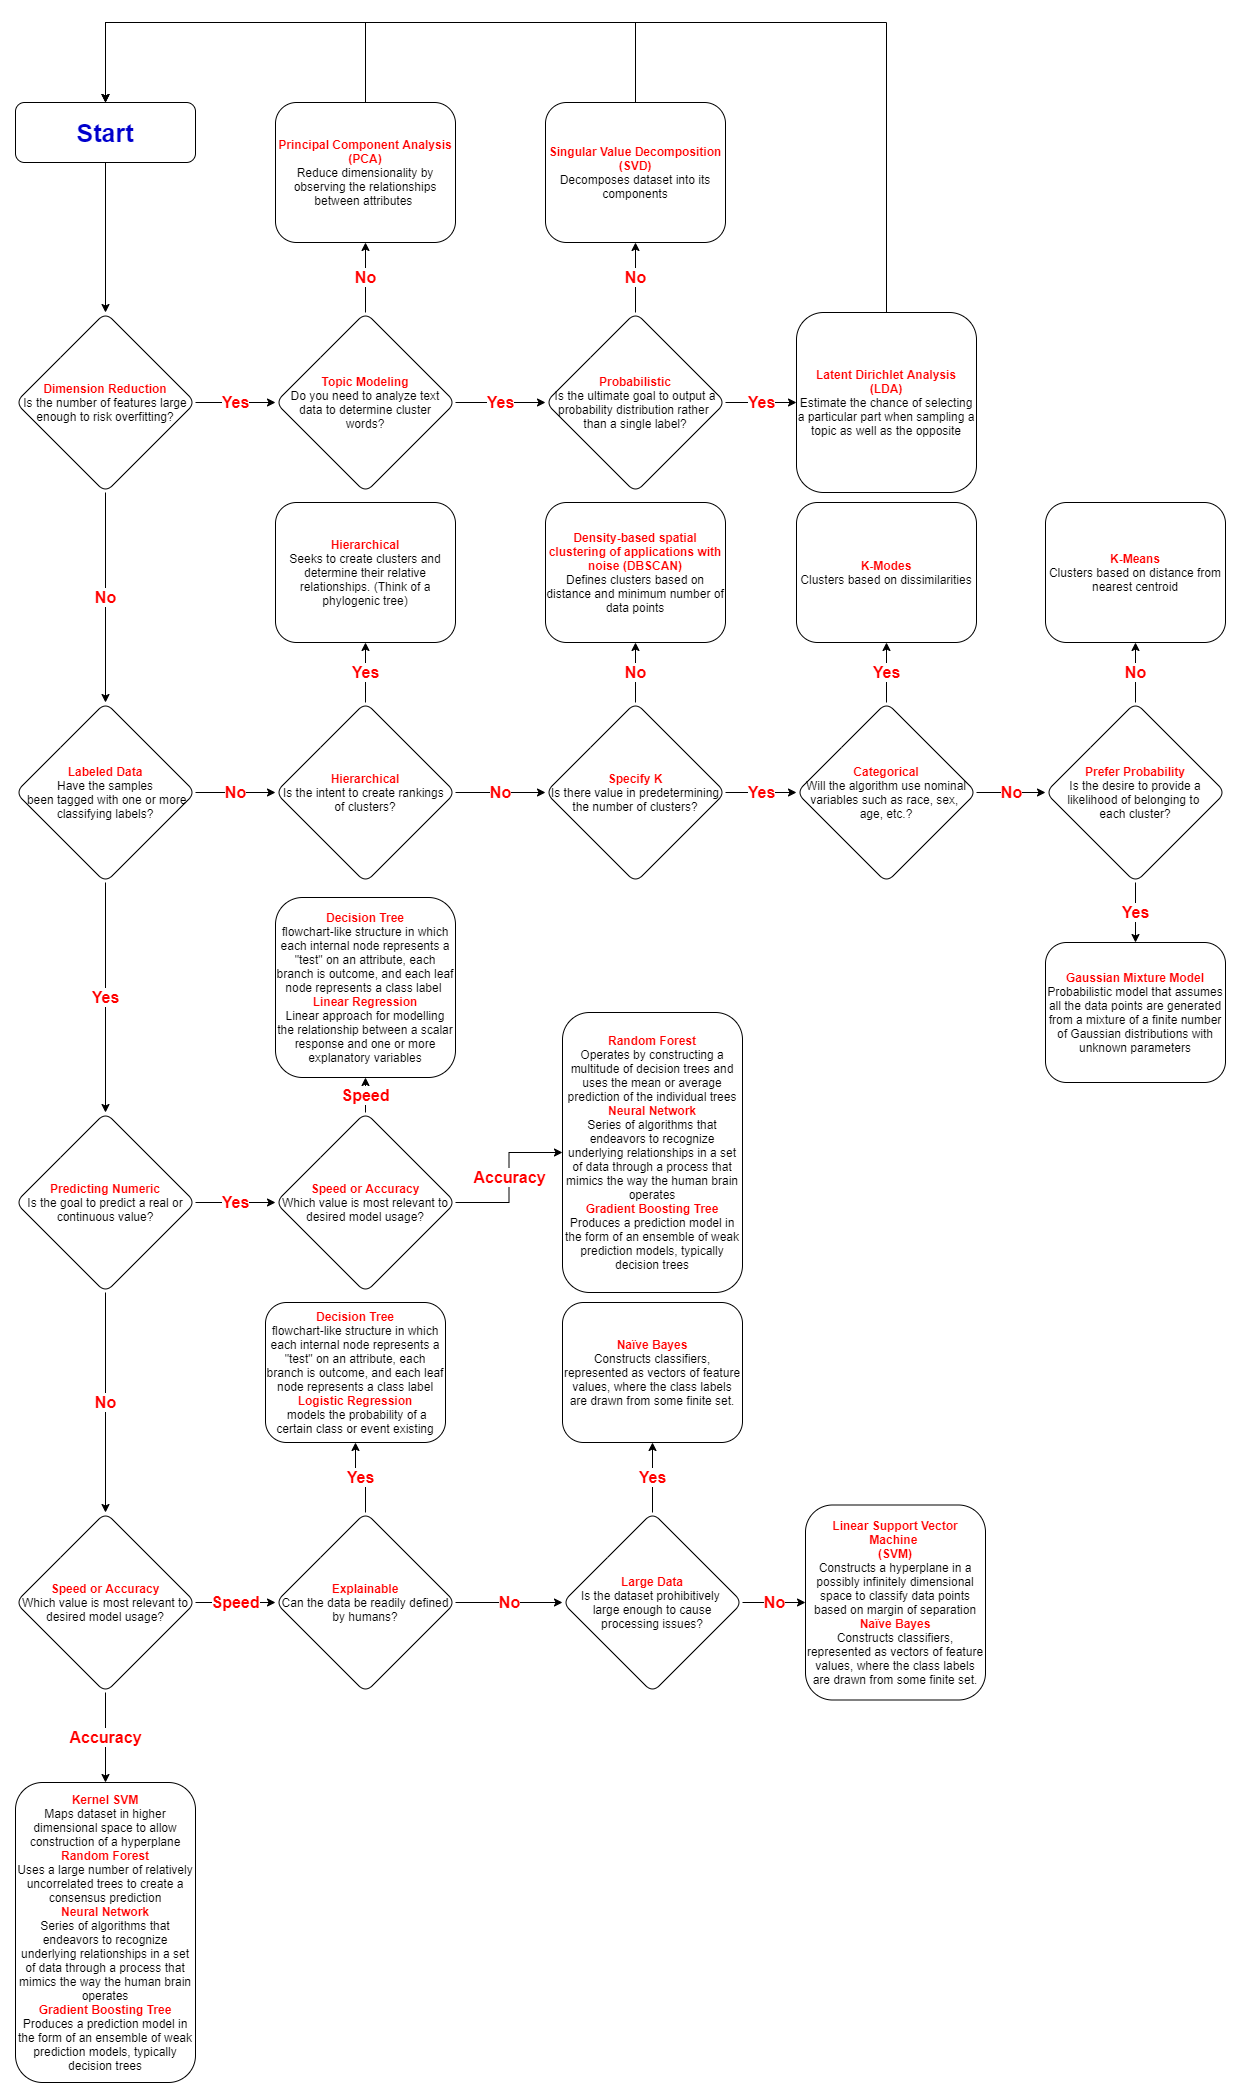 Start
Principal Component Analysis
(PCA)
Reduce dimensionality by
observing the relationships
between attributes
Singular Value Decomposition
(SVD)
Decomposes dataset into its
components
No
No
Dimension Reduction
Is the number of features large
enough to risk overfitting?
Yes
Topic Modeling
Do you need to analyze text
data to determine cluster
words?
Yes
Probabilistic
Is the ultimate goal to output a
probability distribution rather
than a single label?
Yes
Latent Dirichlet Analysis
(LDA)
Estimate the chance of selecting
a particular part when sampling a
topic as well as the opposite
No
Hierarchical
Seeks to create clusters and
determine their relative
relationships. (Think of a
phylogenic tree)
Density-based spatial
clustering of applications with
noise (DBSCAN)
Defines clusters based on
distance and minimum number of
data points
K-Modes
Clusters based on dissimilarities
K-Means
Clusters based on distance from
nearest centroid
Yes
No
Yes
No
Labeled Data
Have the samples
been tagged with one or more
classifying labels?
No
Hierarchical
Is the intent to create rankings
of clusters?
No
Specify K
Is there value in predetermining
the number of clusters?
Yes
Categorical
Will the algorithm use nominal
variables such as race, sex,
age, etc.?
No
Prefer Probability
Is the desire to provide a
likelihood of belonging to
each cluster?
Yes
Gaussian Mixture Model
Probabilistic model that assumes
all the data points are generated
from a mixture of a finite number
of Gaussian distributions with
unknown parameters
Yes
Decision Tree
flowchart-like structure in which
each internal node represents a
"test" on an attribute, each
branch is outcome, and each leaf
node represents a class label
Linear Regression
Linear approach for modelling
the relationship between a scalar
response and one or more
explanatory variables
Speed
Random Forest
Operates by constructing a
multitude of decision trees and
uses the mean or average
prediction of the individual trees
Neural Network
Series of algorithms that
endeavors to recognize
underlying relationships in a set
of data through a process that
mimics the way the human brain
operates
Gradient Boosting Tree
Produces a prediction model in
the form of an ensemble of weak
prediction models, typically
decision trees
Predicting Numeric
Is the goal to predict a real or
continuous value?
Yes
Speed or Accuracy
Which value is most relevant to
desired model usage?
Accuracy
No
Decision Tree
flowchart-like structure in which
each internal node represents a
"test" on an attribute, each
branch is outcome, and each leaf
node represents a class label
Logistic Regression
models the probability of a
certain class or event existing
Naïve Bayes
Constructs classifiers,
represented as vectors of feature
values, where the class labels
are drawn from some finite set.
Yes
Yes
Speed or Accuracy
Which value is most relevant to
desired model usage?
Speed
Explainable
Can the data be readily defined
by humans?
No
Large Data
Is the dataset prohibitively
large enough to cause
processing issues?
No
Linear Support Vector
Machine
(SVM)
Constructs a hyperplane in a
possibly infinitely dimensional
space to classify data points
based on margin of separation
Naïve Bayes
Constructs classifiers,
represented as vectors of feature
values, where the class labels
are drawn from some finite set.
Accuracy
Kernel SVM
Maps dataset in higher
dimensional space to allow
construction of a hyperplane
Random Forest
Uses a large number of relatively
uncorrelated trees to create a
consensus prediction
Neural Network
Series of algorithms that
endeavors to recognize
underlying relationships in a set
of data through a process that
mimics the way the human brain
operates
Gradient Boosting Tree
Produces a prediction model in
the form of an ensemble of weak
prediction models, typically
decision trees